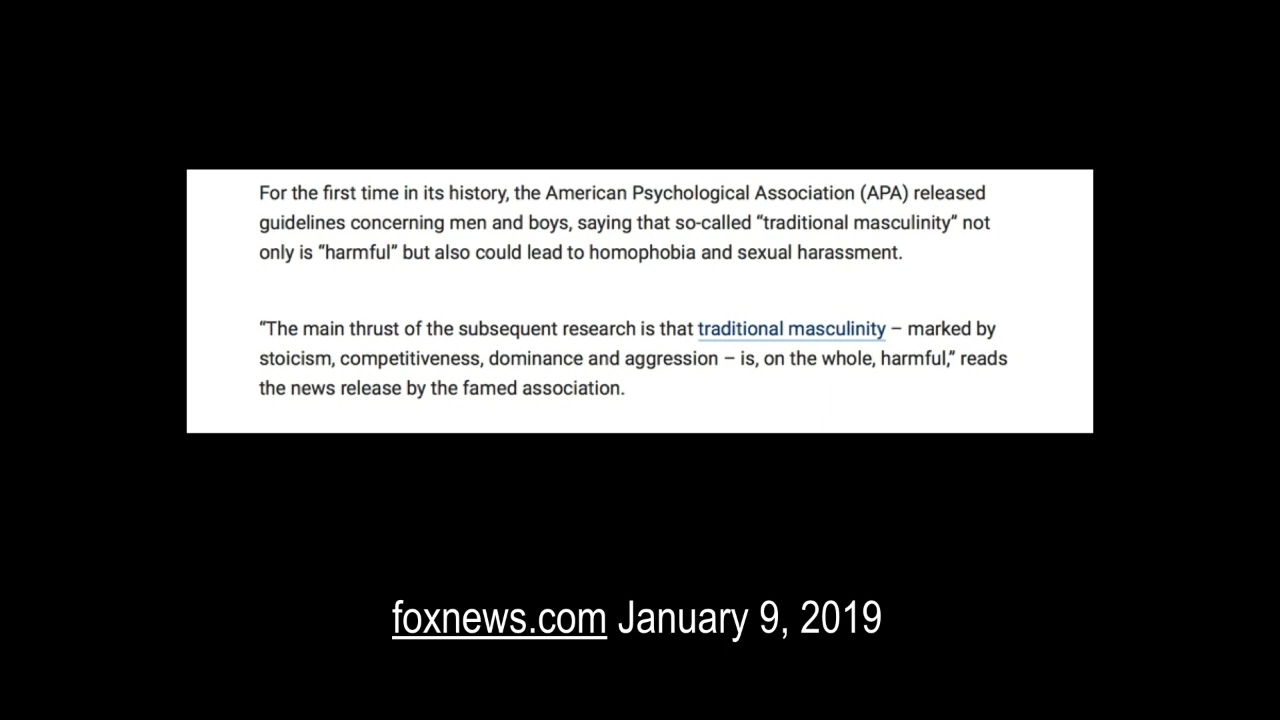 For the first time in its history, the American Psychological Association (APA) released
guidelines concerning men and boys, saying that so-called “traditional masculinity” not
only is “harmful” but also could lead to homophobia and sexual harassment.
“The main thrust of the subsequent research is that traditional masculinity – marked by
stoicism, competitiveness, dominance and aggression – is, on the whole, harmful,” reads
the news release by the famed association.
foxnews.com January 9, 2019